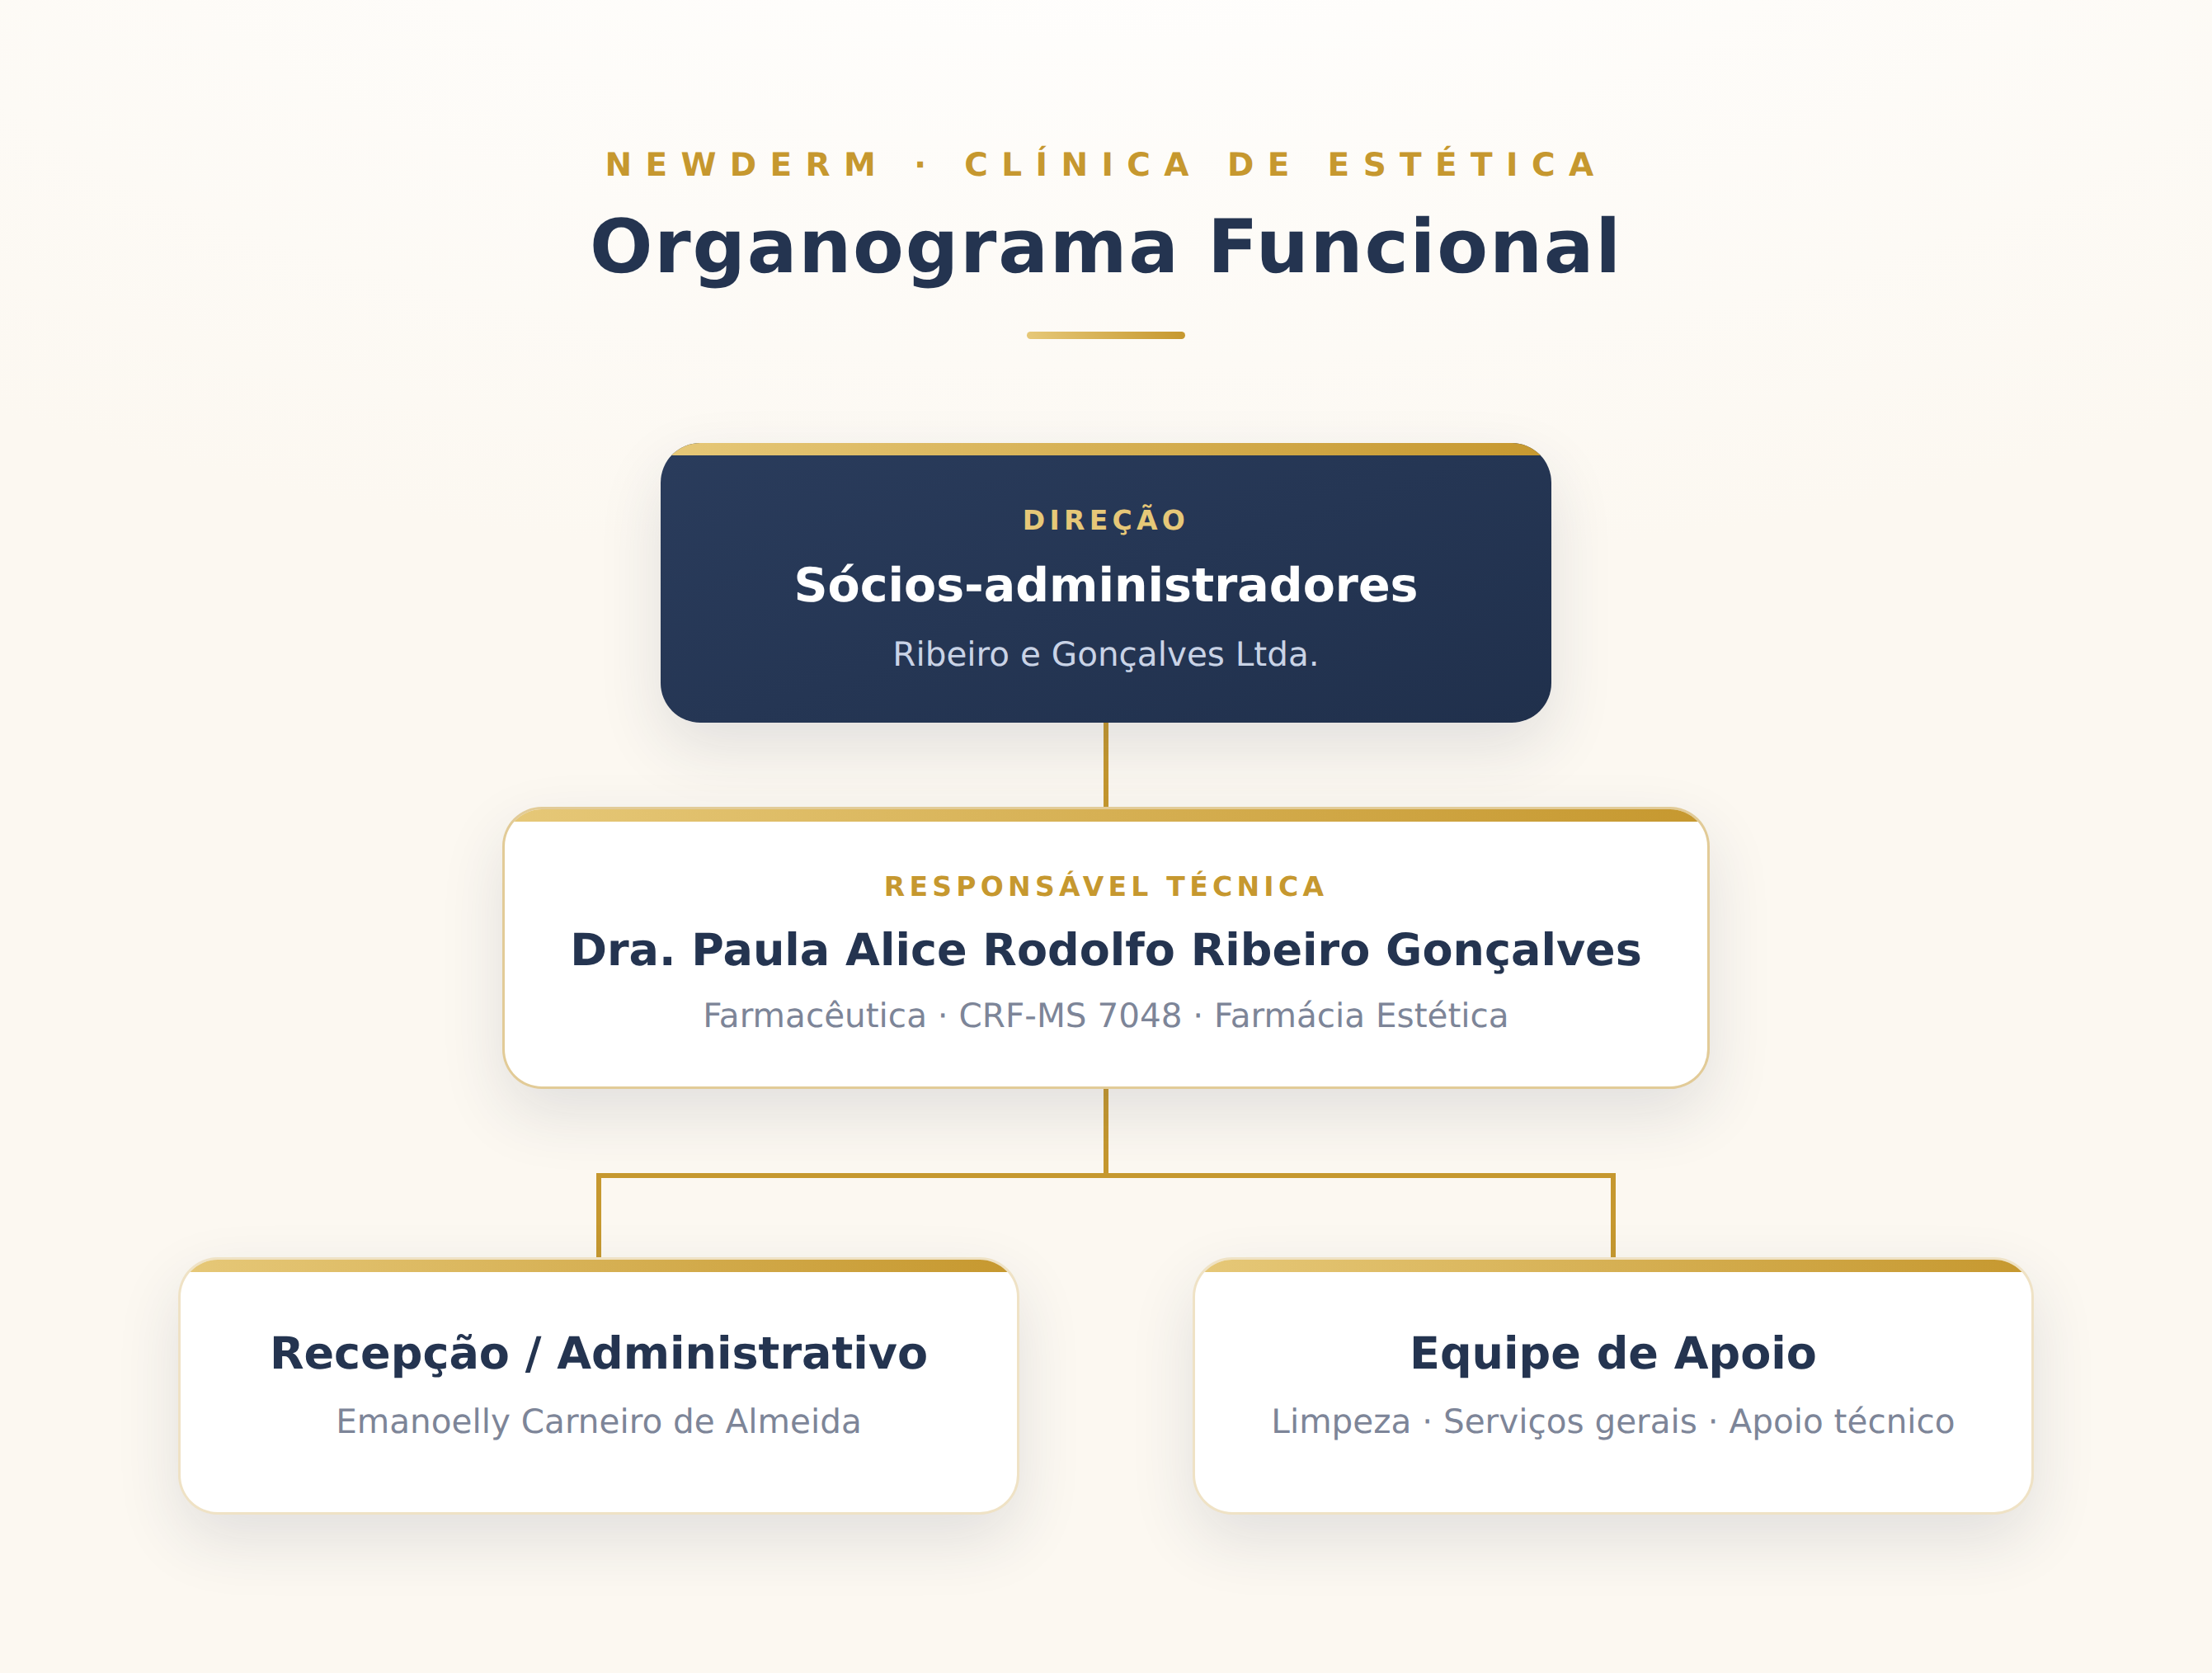 NEWDERM · CLÍNICA DE ESTÉTICA
Organograma Funcional
DIREÇÃO
Sócios-administradores
Ribeiro e Gonçalves Ltda.
RESPONSÁVEL TÉCNICA
Dra. Paula Alice Rodolfo Ribeiro Gonçalves
Farmacêutica · CRF-MS 7048 · Farmácia Estética
Recepção / Administrativo
Emanoelly Carneiro de Almeida
Equipe de Apoio
Limpeza · Serviços gerais · Apoio técnico